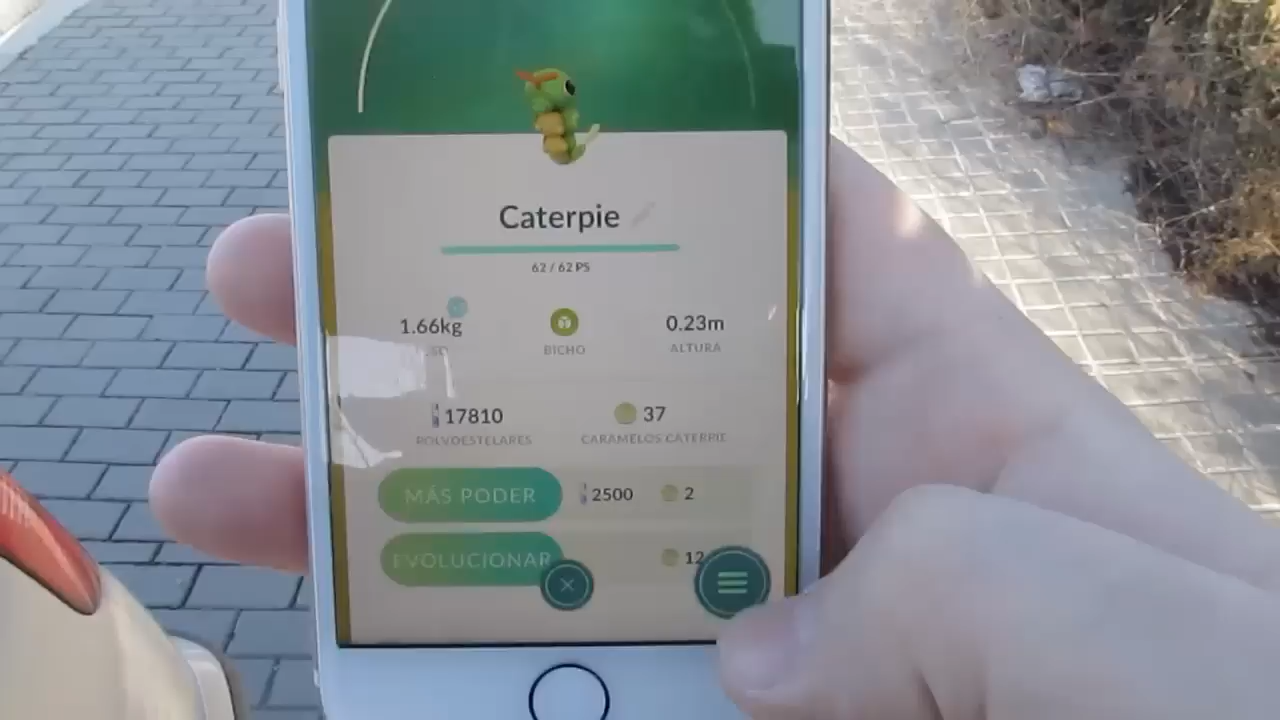 Caterpie
62 / 62 PS
1.66kg
0.23m
BICHO
ALTURA
17810
37
POLVOESTELARES
CARAMELOS CATERPIE
MÁS PODER
2500
2
EVOLUCIONAR
12